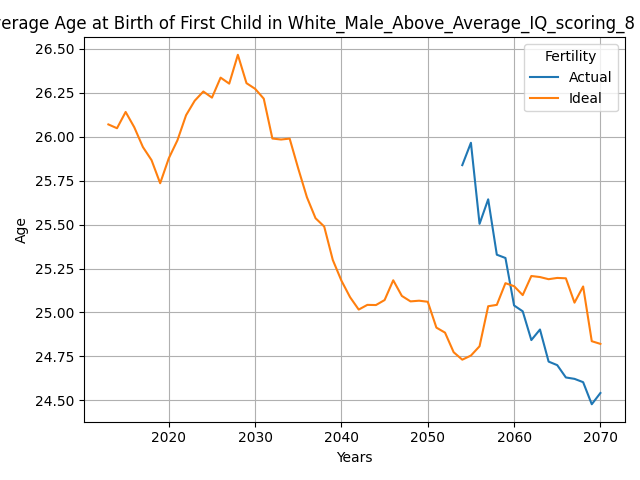 erage Age at Birth of First Child in White_Male_Above_Average_IQ_scoring_8
Fertility
Actual
Ideal
26.50
26.25
26.00
25.75
25.50
25.25
25.00
24.75
24.50
Age
2020 2030 2040 2050 2060 2070
Years